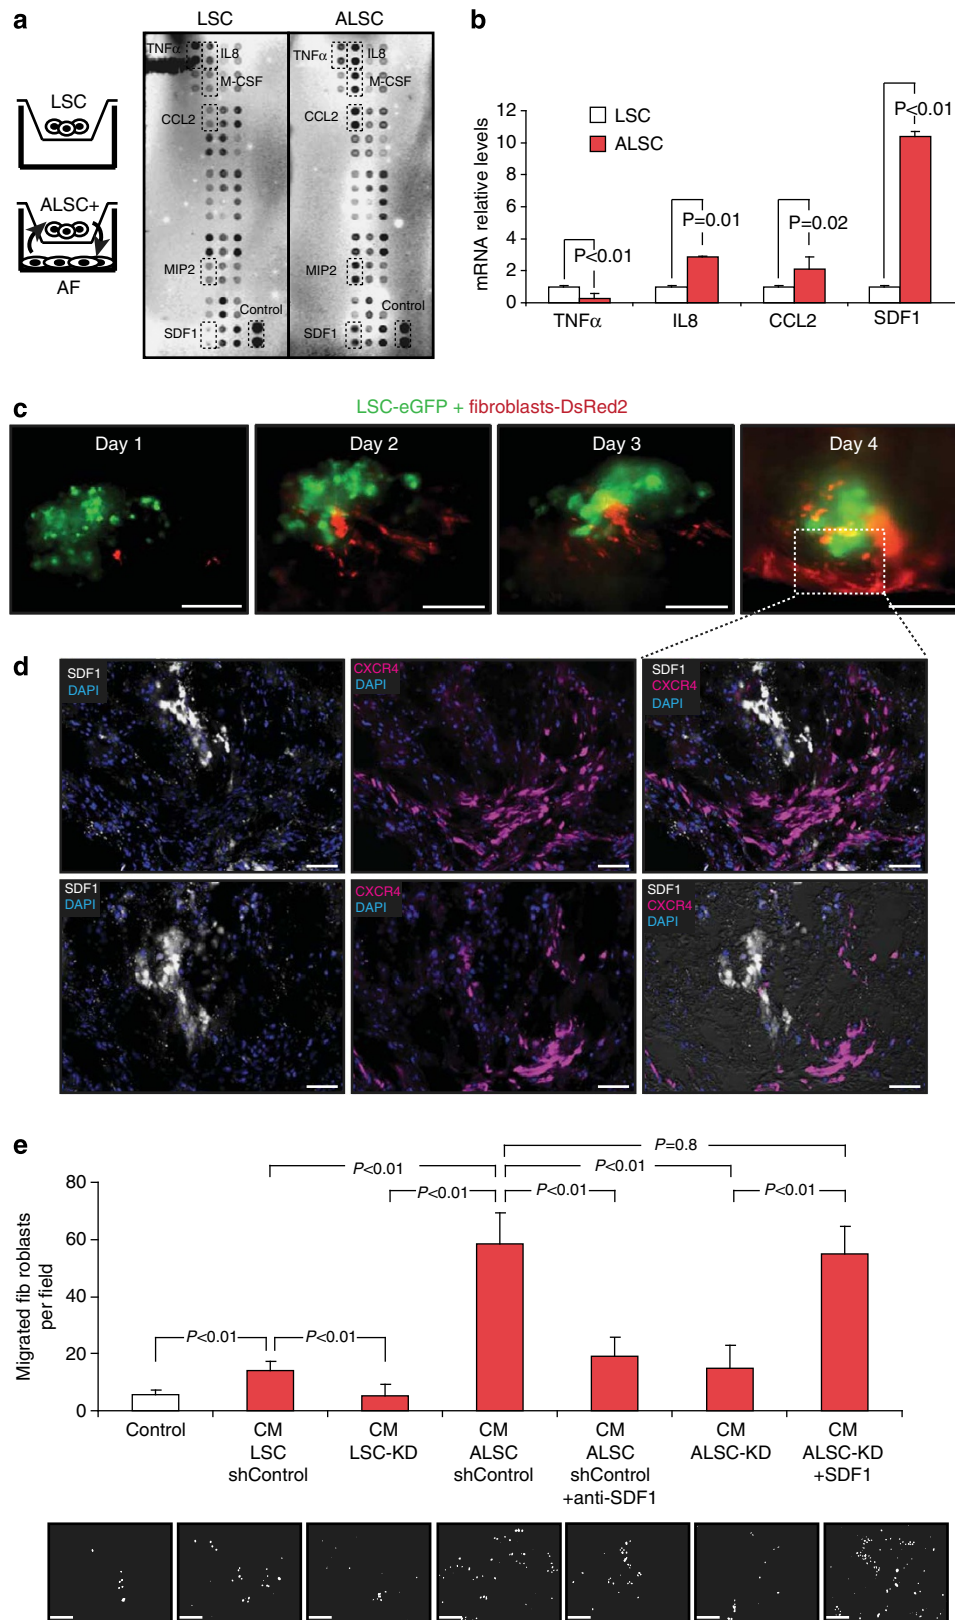 a
LSC
ALSC
TNFα
IL8
M-CSF
CCL2
MIP2
Control
SDF1
TNFα
IL8
M-CSF
CCL2
MIP2
Control
SDF1
LSC
ALSC+
AF
b
mRNA relative levels
12
10
8
6
4
2
0
LSC
ALSC
P<0.01
P=0.01
P=0.02
P<0.01
TNFα
IL8
CCL2
SDF1
c
LSC-eGFP + fibroblasts-DsRed2
Day 1
Day 2
Day 3
Day 4
d
SDF1
DAPI
CXCR4
DAPI
SDF1
CXCR4
DAPI
SDF1
DAPI
CXCR4
DAPI
SDF1
CXCR4
DAPI
e
Migrated fib roblasts
per field
80
60
40
20
0
P=0.8
P<0.01
P<0.01
P<0.01
P<0.01
P<0.01
P<0.01
P<0.01
Control
CM
LSC
shControl
CM
LSC-KD
CM
ALSC
shControl
CM
ALSC
shControl
+anti-SDF1
CM
ALSC-KD
CM
ALSC-KD
+SDF1